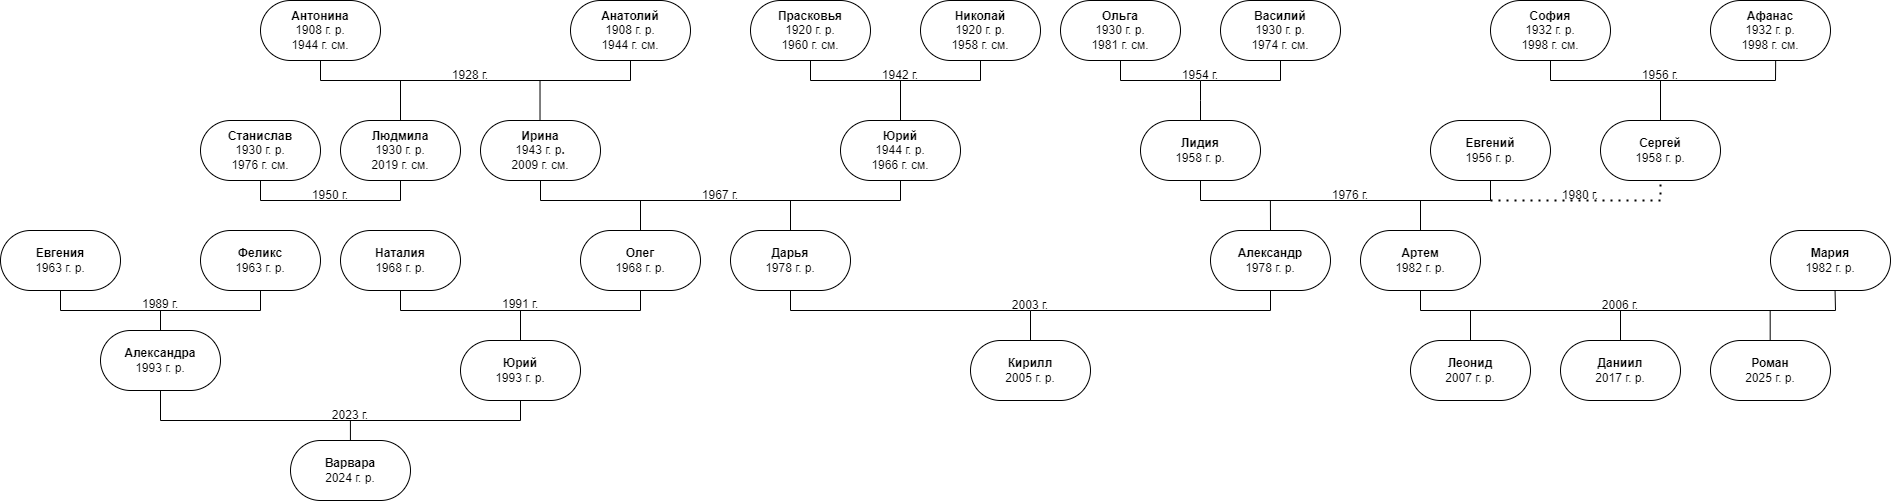 Антонина
1908 г. р.
1944 г. см.
Анатолий
1908 г. р.
1944 г. см.
Прасковья
1920 г. р.
1960 г. см.
Николай
1920 г. р.
1958 г. см.
Ольга
1930 г. р.
1981 г. см.
Василий
1930 г. р.
1974 г. см.
София
1932 г. р.
1998 г. см.
Афанас
1932 г. р.
1998 г. см.
1928 г.
1942 г.
1954 г.
1956 г.
Станислав
1930 г. р.
1976 г. см.
Людмила
1930 г. р.
2019 г. см.
Ирина
1943 г. р.
2009 г. см.
Юрий
1944 г. р.
1966 г. см.
Лидия
1958 г. р.
Евгений
1956 г. р.
Сергей
1958 г. р.
1950 г.
1967 г.
1976 г.
1980 г.
Евгения
1963 г. р.
Феликс
1963 г. р.
Наталия
1968 г. р.
Олег
1968 г. р.
Дарья
1978 г. р.
Александр
1978 г. р.
Артем
1982 г. р.
Мария
1982 г. р.
1989 г.
1991 г.
2003 г.
2006 г.
Александра
1993 г. р.
Юрий
1993 г. р.
Кирилл
2005 г. р.
Леонид
2007 г. р.
Даниил
2017 г. р.
Роман
2025 г. р.
2023 г.
Варвара
2024 г. р.